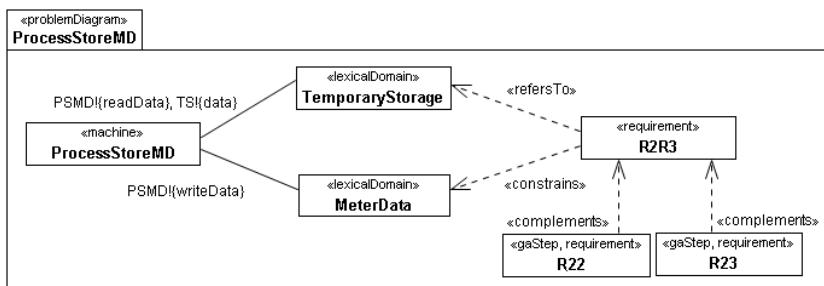 «problemDiagram»
ProcessStoreMD
PSMD!{readData}, TS!{data}
«lexicalDomain»
TemporaryStorage
«refersTo»
«machine»
ProcessStoreMD
«requirement»
R2R3
PSMD!{writeData}
«lexicalDomain»
MeterData
«constrains»
«complements»
«complements»
«gaStep, requirement»
R22
«gaStep, requirement»
R23